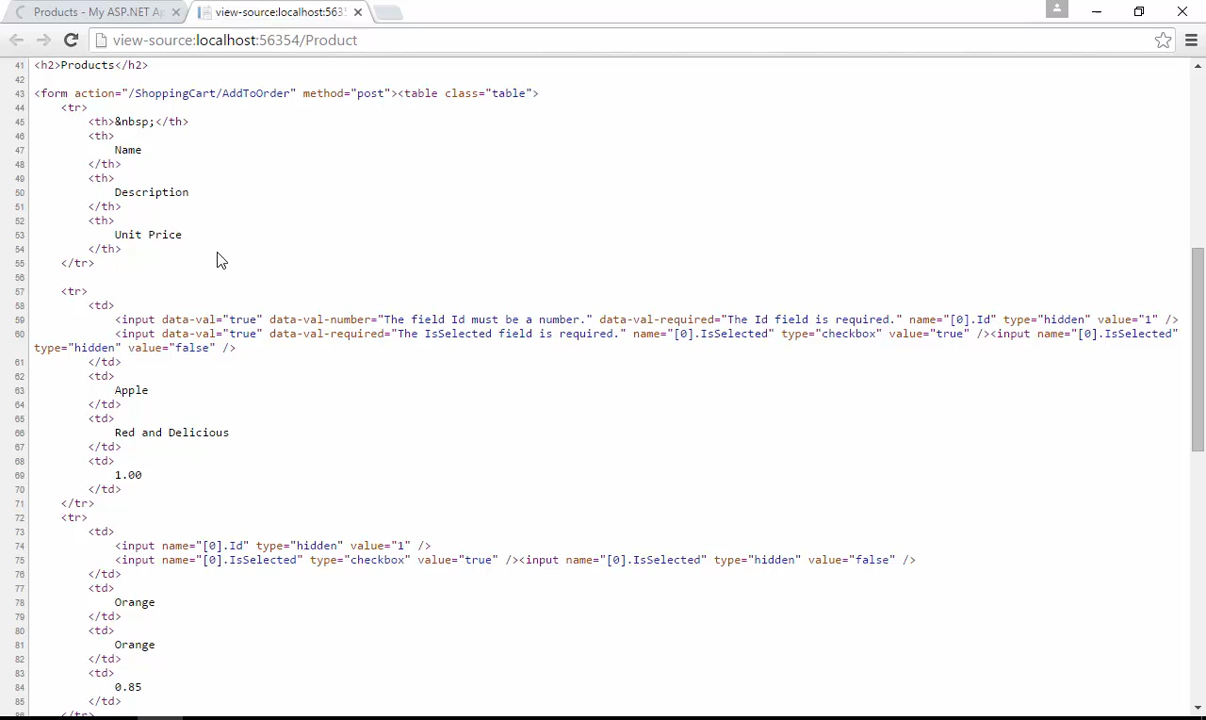 Products - My ASP.NET Ap
view-source:localhost:563
view-source:localhost:56354/Product
41 <h2>Products</h2>
42
43 <form action="/ShoppingCart/AddToOrder" method="post"><table class="table">
44 <tr>
45 <th>&nbsp;</th>
46 <th>
47 Name
48 </th>
49 <th>
50 Description
51 </th>
52 <th>
53 Unit Price
54 </th>
55 </tr>
56
57 <tr>
58 <td>
59 <input data-val="true" data-val-number="The field Id must be a number." data-val-required="The Id field is required." name="[0].Id" type="hidden" value="1" />
60 <input data-val="true" data-val-required="The IsSelected field is required." name="[0].IsSelected" type="checkbox" value="true" /><input name="[0].IsSelected"
type="hidden" value="false" />
61 </td>
62 <td>
63 Apple
64 </td>
65 <td>
66 Red and Delicious
67 </td>
68 <td>
69 1.00
70 </td>
71 </tr>
72 <tr>
73 <td>
74 <input name="[0].Id" type="hidden" value="1" />
75 <input name="[0].IsSelected" type="checkbox" value="true" /><input name="[0].IsSelected" type="hidden" value="false" />
76 </td>
77 <td>
78 Orange
79 </td>
80 <td>
81 Orange
82 </td>
83 <td>
84 0.85
85 </td>